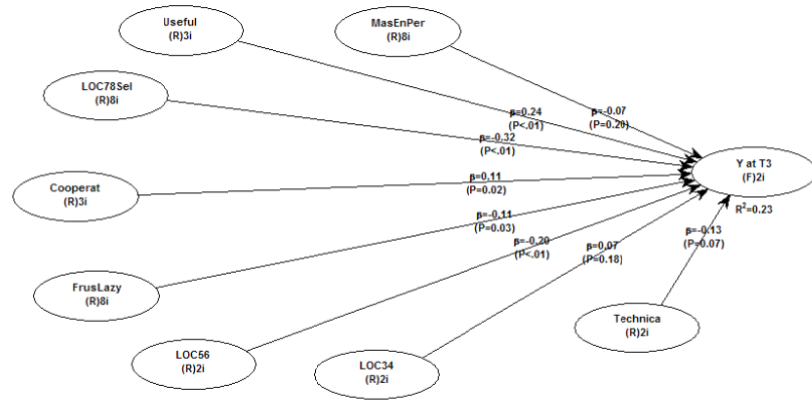 Useful
(R)3i
MasEnPer
(R)8i
LOC78Sel
(R)8i
β=0.24
(P<.01)
β=-0.07
(P=0.20)
β=-0.32
(P<.01)
Y at T3
(F)2i
R²=0.23
Cooperat
(R)3i
β=0.11
(P=0.02)
β=-0.11
(P=0.03)
β=-0.20
(P<.01)
β=0.07
(P=0.18)
β=-0.13
(P=0.07)
FrusLazy
(R)8i
Technica
(R)2i
LOC56
(R)2i
LOC34
(R)2i